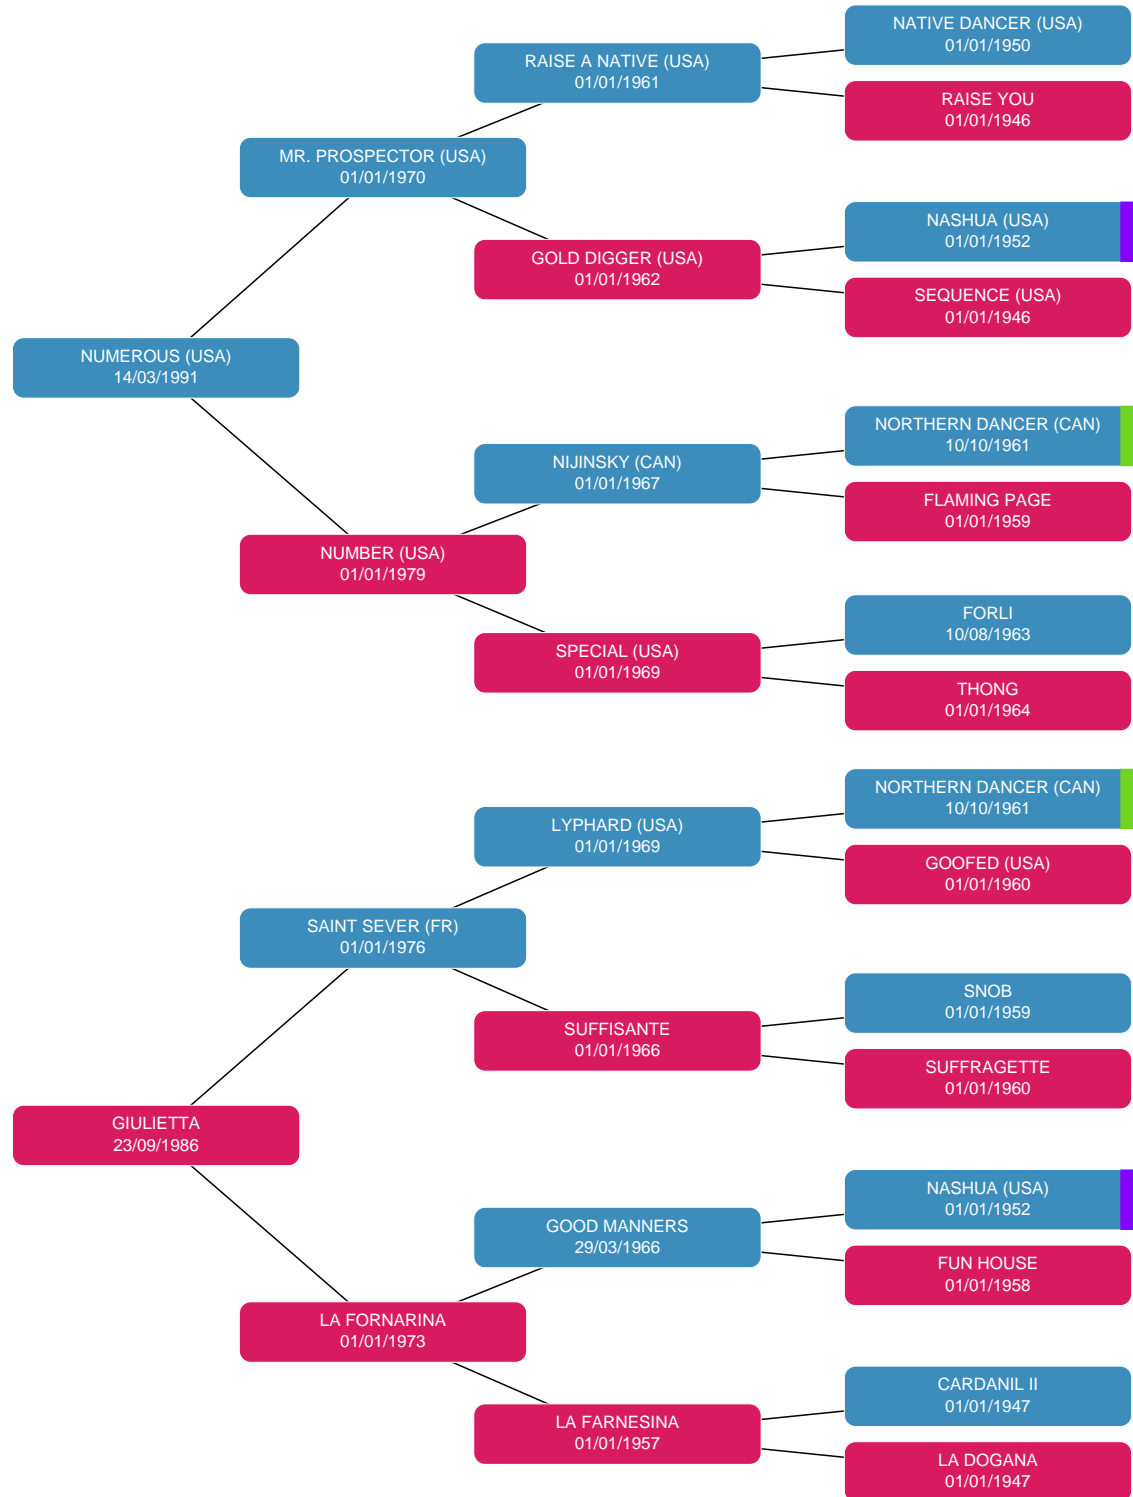 NATIVE DANCER (USA)
01/01/1950
RAISE A NATIVE (USA)
01/01/1961
RAISE YOU
01/01/1946
MR. PROSPECTOR (USA)
01/01/1970
NASHUA (USA)
01/01/1952
GOLD DIGGER (USA)
01/01/1962
SEQUENCE (USA)
01/01/1946
NUMEROUS (USA)
14/03/1991
NORTHERN DANCER (CAN)
10/10/1961
NIJINSKY (CAN)
01/01/1967
FLAMING PAGE
01/01/1959
NUMBER (USA)
01/01/1979
FORLI
10/08/1963
SPECIAL (USA)
01/01/1969
THONG
01/01/1964
NORTHERN DANCER (CAN)
10/10/1961
LYPHARD (USA)
01/01/1969
GOOFED (USA)
01/01/1960
SAINT SEVER (FR)
01/01/1976
SNOB
01/01/1959
SUFFISANTE
01/01/1966
SUFFRAGETTE
01/01/1960
GIULIETTA
23/09/1986
NASHUA (USA)
01/01/1952
GOOD MANNERS
29/03/1966
FUN HOUSE
01/01/1958
LA FORNARINA
01/01/1973
CARDANIL II
01/01/1947
LA FARNESINA
01/01/1957
LA DOGANA
01/01/1947